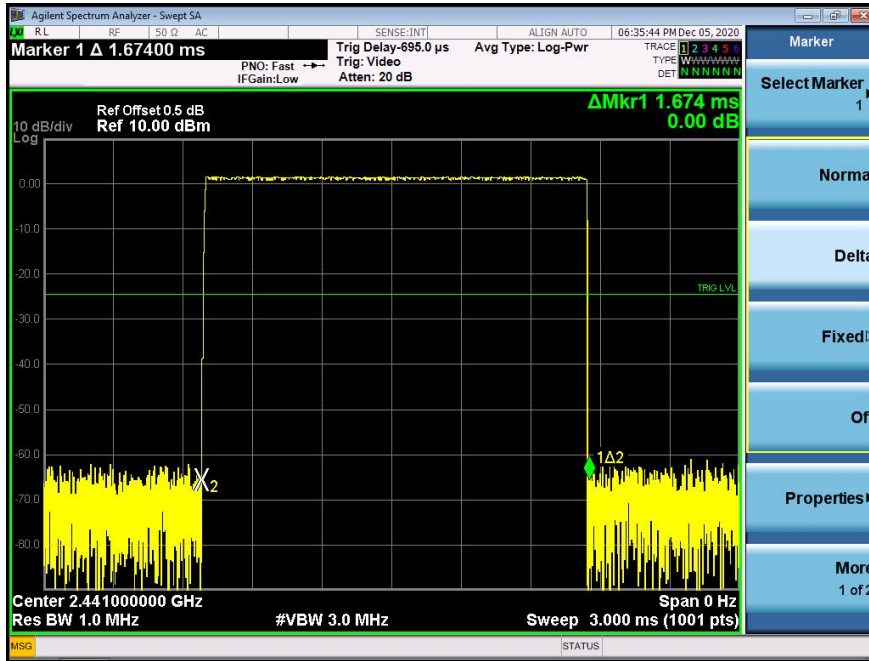 Agilent Spectrum Analyzer - Swept SA
LXI RL RF 50 Ω AC SENSE:INT ALIGN AUTO 06:35:44 PM Dec 05, 2020
Marker 1 Δ 1.67400 ms
Trig Delay-695.0 µs Avg Type: Log-Pwr TRACE 1 2 3 4 5 6
PNO: Fast Trig: Video TYPE WWWWWW
IFGain:Low Atten: 20 dB DET N N N N N N
Marker
Select Marker
1
Norma
Delta
Fixed
Of
Properties
More
1 of 2
ΔMkr1 1.674 ms
0.00 dB
Ref Offset 0.5 dB
10 dB/div Ref 10.00 dBm
Log
0.00
-10.0
-20.0
TRIG LVL
-30.0
-40.0
-50.0
-60.0
1Δ2
2
-70.0
-80.0
Center 2.441000000 GHz Span 0 Hz
Res BW 1.0 MHz #VBW 3.0 MHz Sweep 3.000 ms (1001 pts)
MSG STATUS